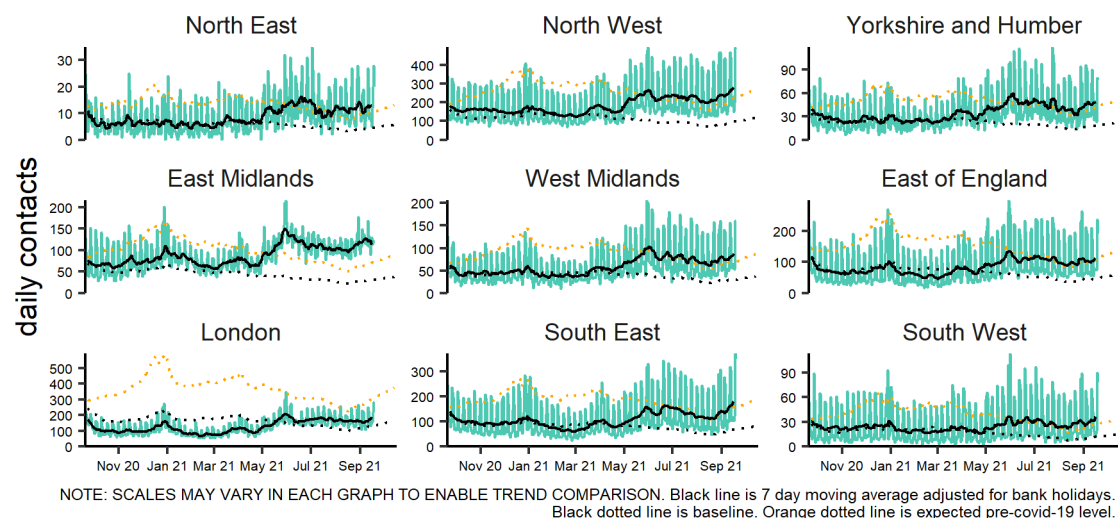 North East
North West
Yorkshire and Humber
30
20
10
0
400
300
200
100
0
90
60
30
0
daily contacts
East Midlands
West Midlands
East of England
200
150
100
50
0
200
150
100
50
0
200
100
0
London
South East
South West
500
400
300
200
100
0
300
200
100
0
90
60
30
0
Nov 20 Jan 21 Mar 21 May 21 Jul 21 Sep 21
Nov 20 Jan 21 Mar 21 May 21 Jul 21 Sep 21
Nov 20 Jan 21 Mar 21 May 21 Jul 21 Sep 21
NOTE: SCALES MAY VARY IN EACH GRAPH TO ENABLE TREND COMPARISON. Black line is 7 day moving average adjusted for bank holidays.
Black dotted line is baseline. Orange dotted line is expected pre-covid-19 level.